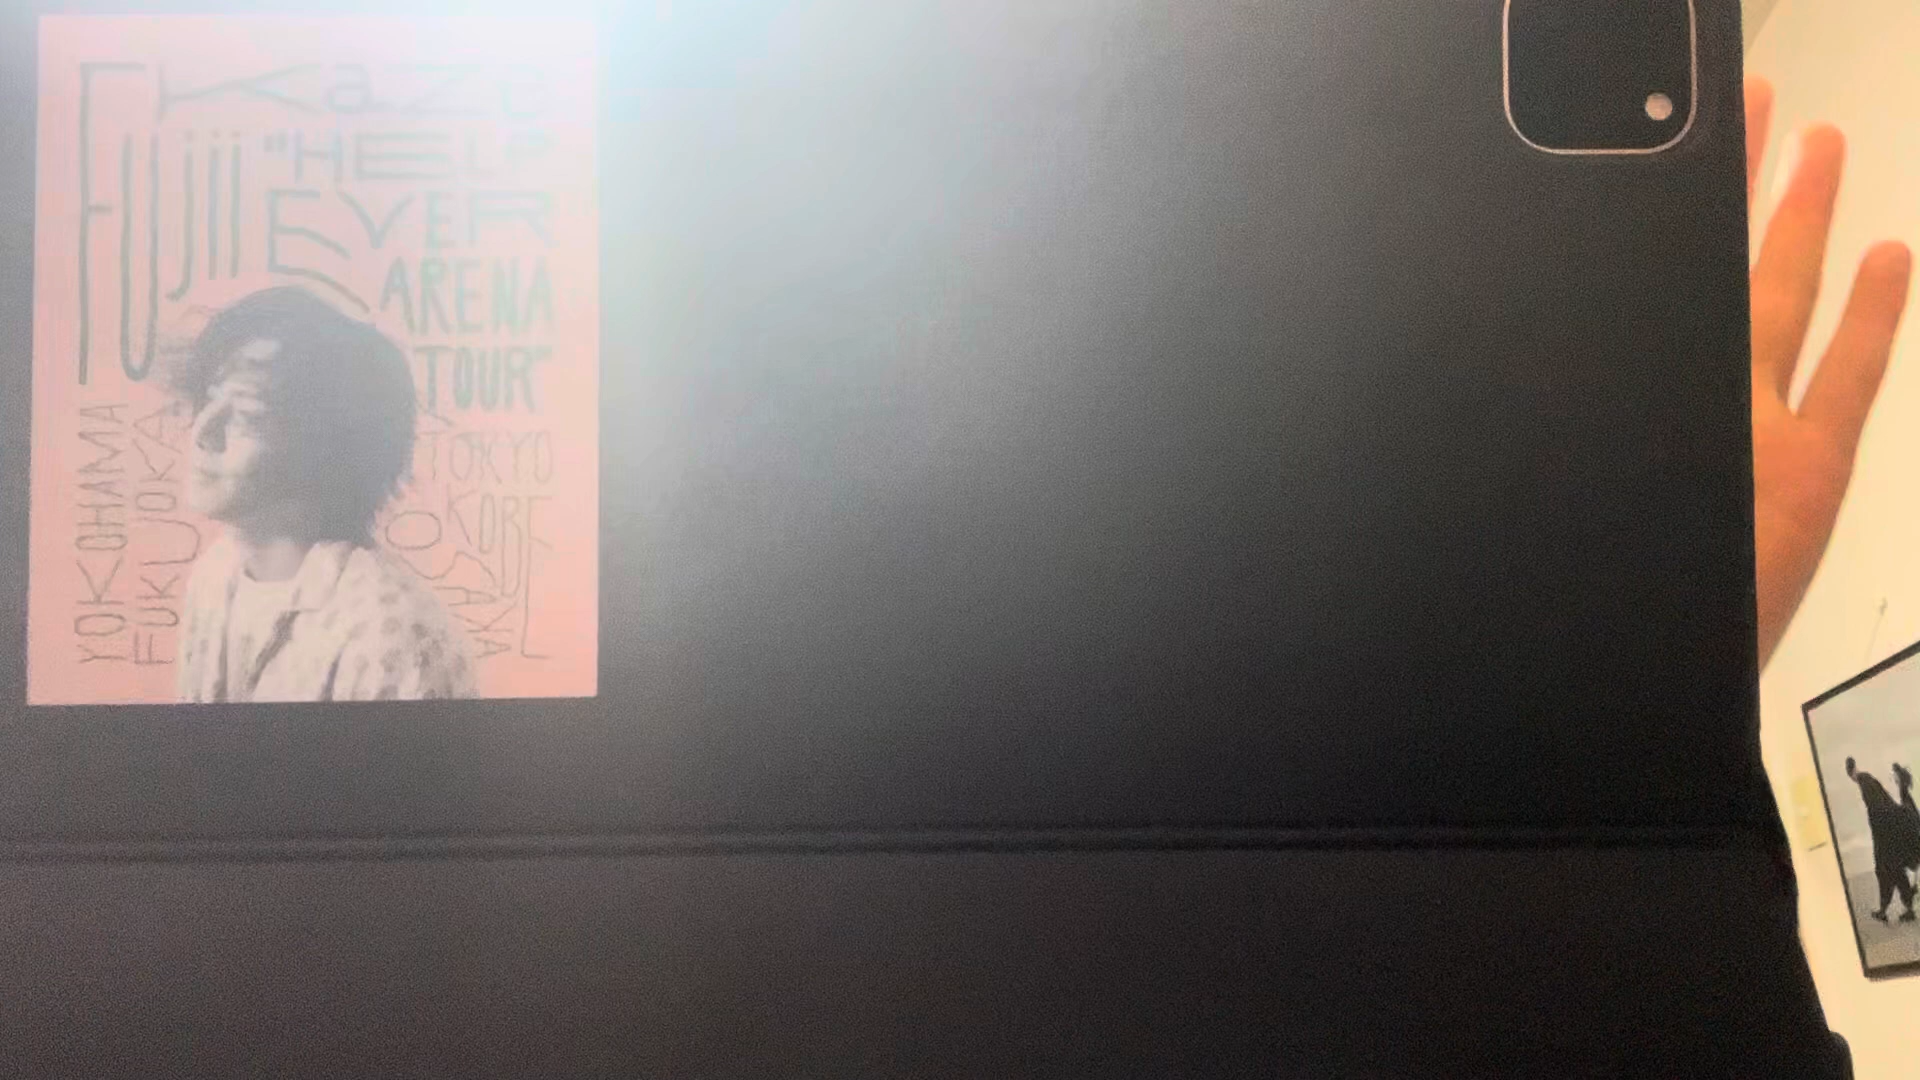 Fujii Kaze
"HELP
EVER
ARENA
TOUR"
YOKOHAMA
FUKUOKA
TOKYO
KOBE
OSAKA